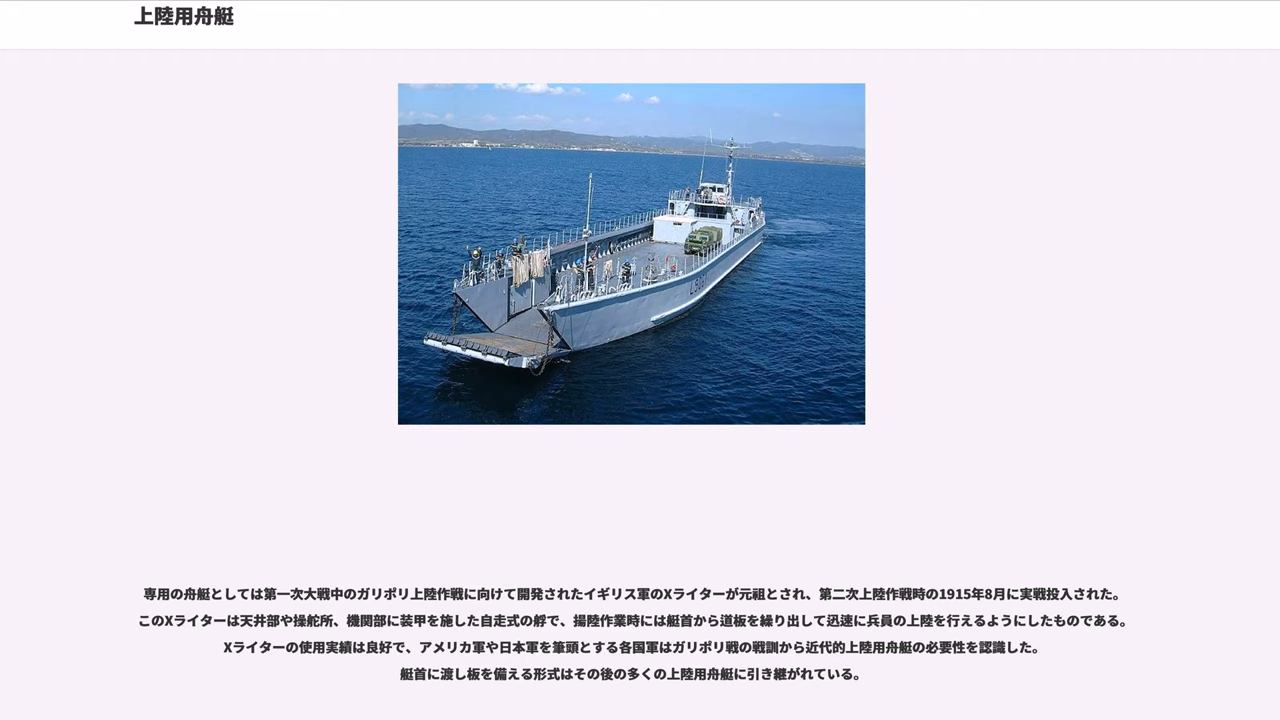 上陸用舟艇
専用の舟艇としては第一次大戦中のガリポリ上陸作戦に向けて開発されたイギリス軍のXライターが元祖とされ、第二次上陸作戦時の1915年8月に実戦投入された。
このXライターは天井部や操舵所、機関部に装甲を施した自走式の艀で、揚陸作業時には艇首から道板を繰り出して迅速に兵員の上陸を行えるようにしたものである。
Xライターの使用実績は良好で、アメリカ軍や日本軍を筆頭とする各国軍はガリポリ戦の戦訓から近代的上陸用舟艇の必要性を認識した。
艇首に渡し板を備える形式はその後の多くの上陸用舟艇に引き継がれている。